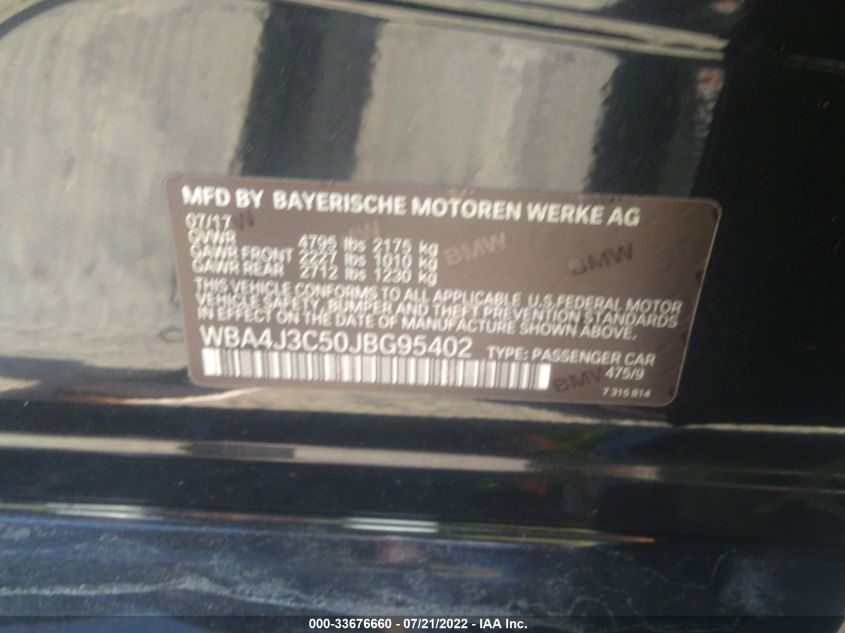 MFD BY BAYERISCHE MOTOREN WERKE AG
07/17
GVWR 4795 lbs 2175 kg
GAWR FRONT 2227 lbs 1010 kg
GAWR REAR 2712 lbs 1230 kg
THIS VEHICLE CONFORMS TO ALL APPLICABLE U.S.FEDERAL MOTOR
VEHICLE SAFETY, BUMPER AND THEFT PREVENTION STANDARDS
IN EFFECT ON THE DATE OF MANUFACTURE SHOWN ABOVE.
WBA4J3C50JBG95402 TYPE: PASSENGER CAR
475/9
7 315 814
BMW
BMW
BMW
000-33676660 - 07/21/2022 - IAA Inc.